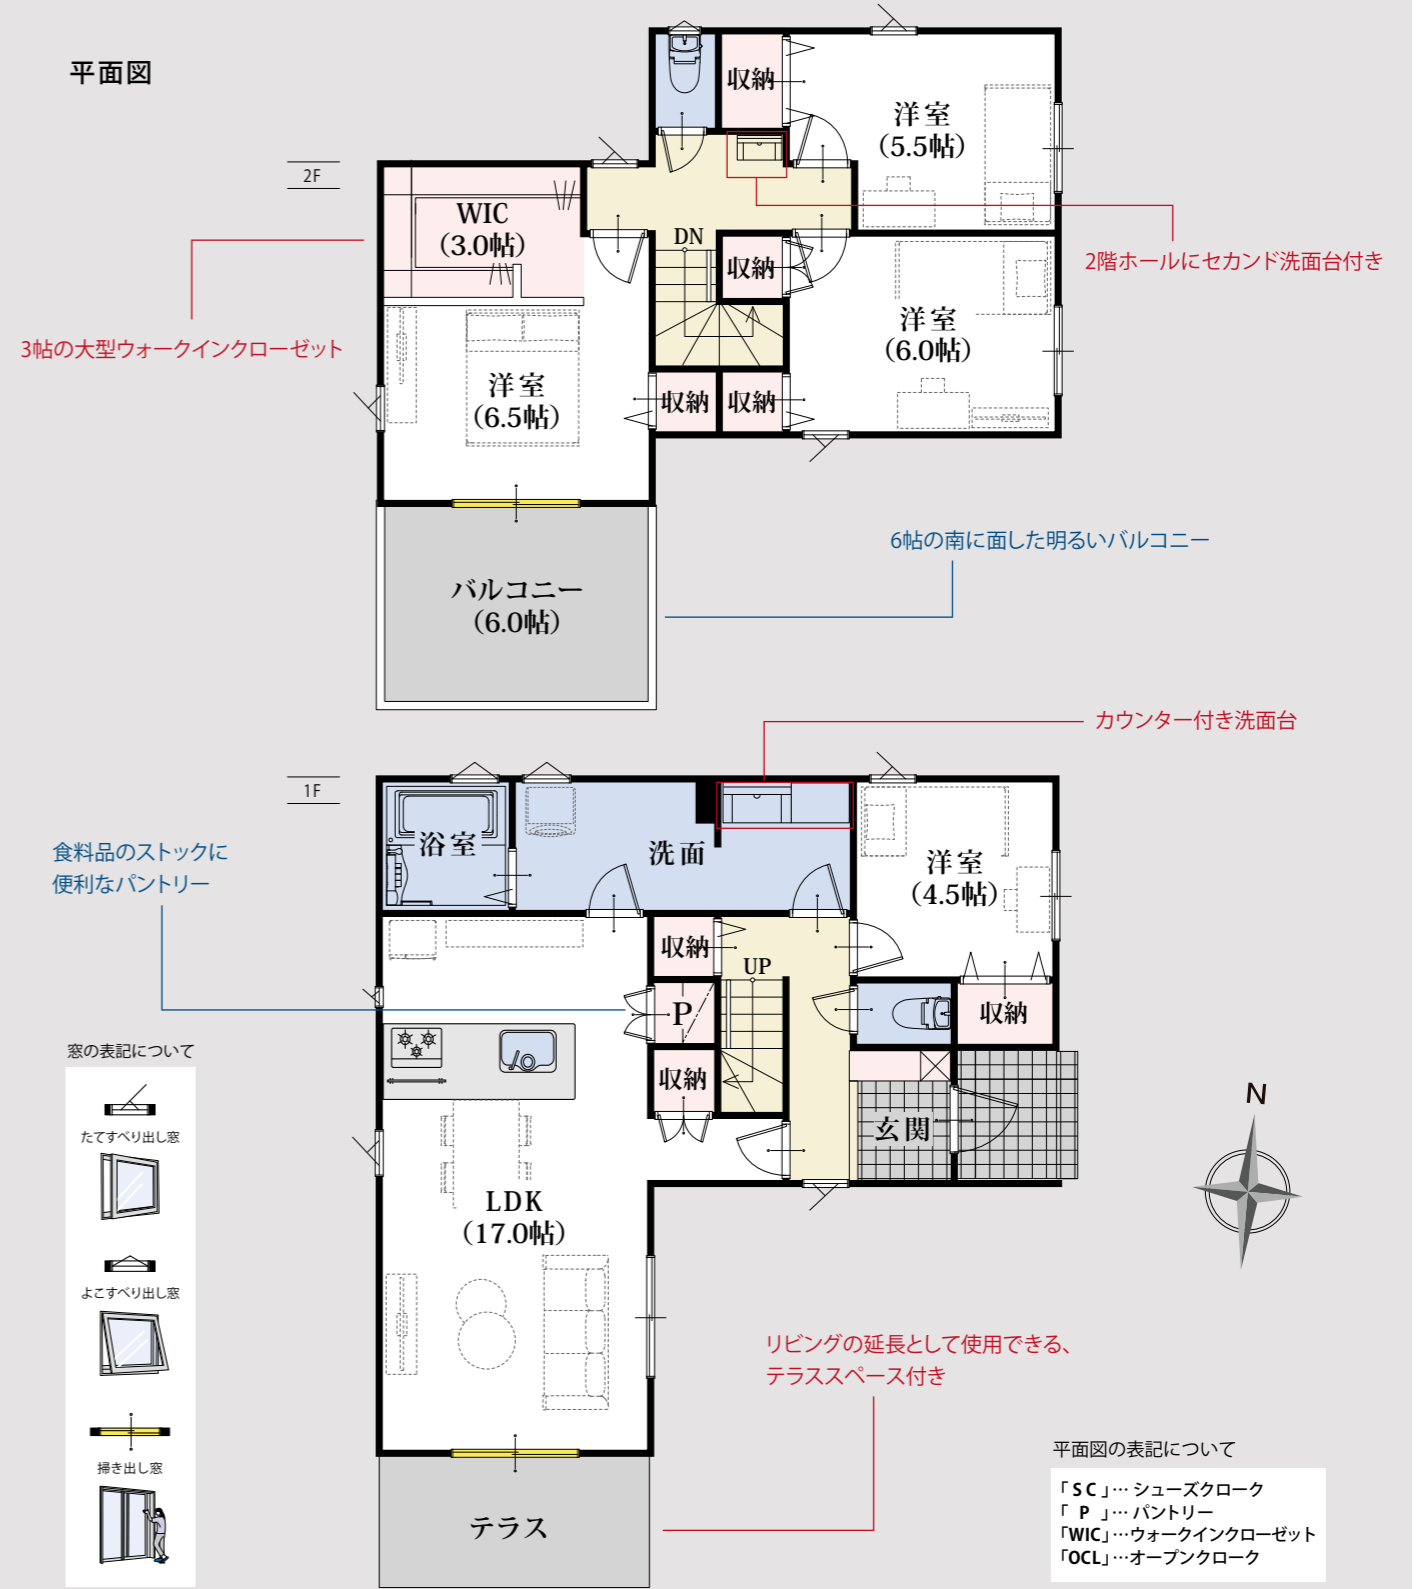 平面図
2F
収納
洋室
(5.5帖)
WIC
(3.0帖)
DN
収納
2階ホールにセカンド洗面台付き
洋室
(6.0帖)
3帖の大型ウォークインクローゼット
洋室
(6.5帖)
収納
収納
6帖の南に面した明るいバルコニー
バルコニー
(6.0帖)
カウンター付き洗面台
1F
浴室
洗面
洋室
(4.5帖)
食料品のストックに
便利なパントリー
収納
UP
P
収納
収納
玄関
LDK
(17.0帖)
窓の表記について
たてすべり出し窓
よこすべり出し窓
掃き出し窓
N
リビングの延長として使用できる、
テラススペース付き
テラス
平面図の表記について
「SC」…シューズクローク
「P」…パントリー
「WIC」…ウォークインクローゼット
「OCL」…オープンクローク